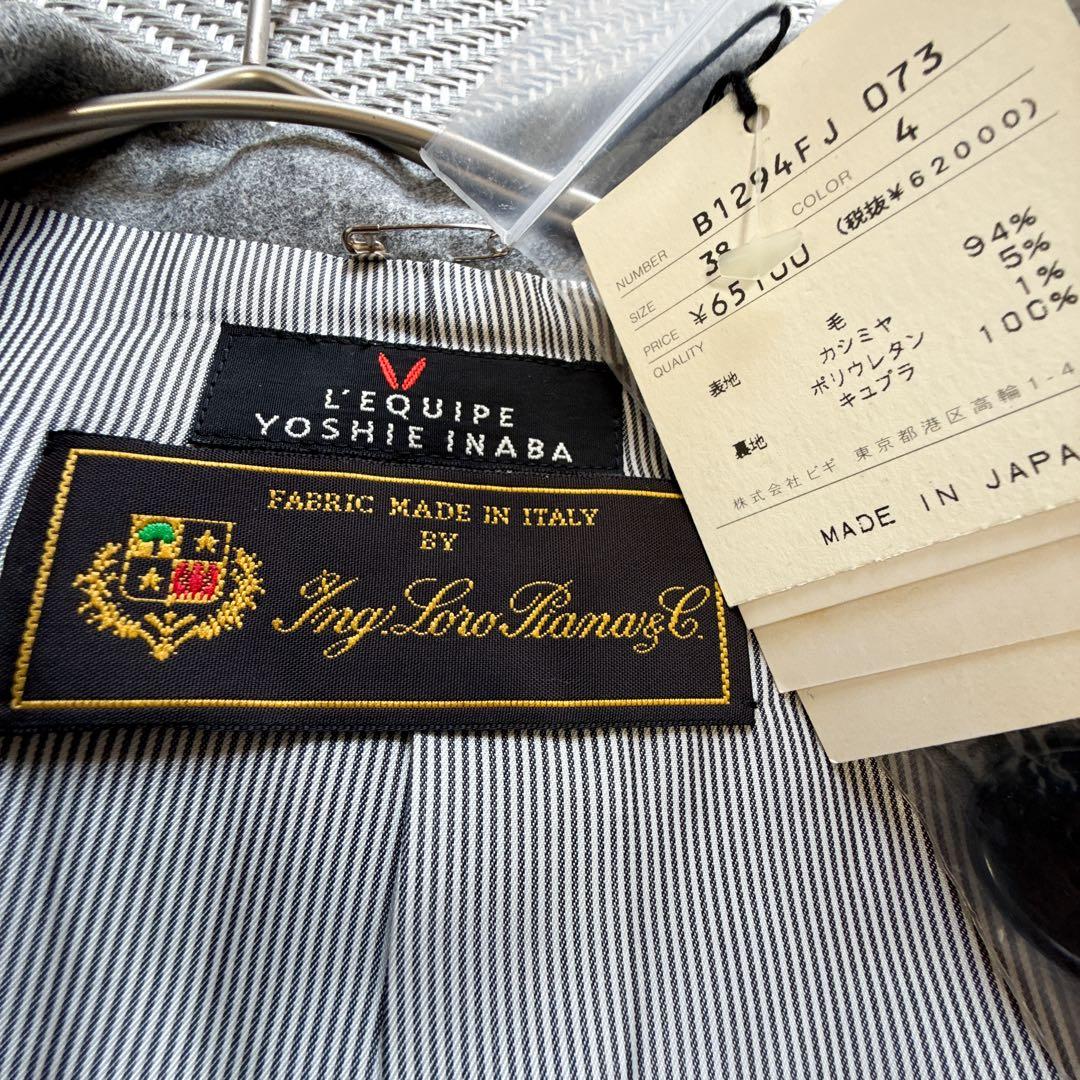 L'EQUIPE
YOSHIE INABA
FABRIC MADE IN ITALY
BY
Ing. Loro Piana & C.
NUMBER B1294FJ 073
SIZE 38 COLOR 4
PRICE ¥65100 (税抜¥62000)
QUALITY
表地 毛 94%
カシミヤ 5%
ポリウレタン 1%
裏地 キュプラ 100%
株式会社ビギ 東京都港区高輪1-4
MADE IN JAPA